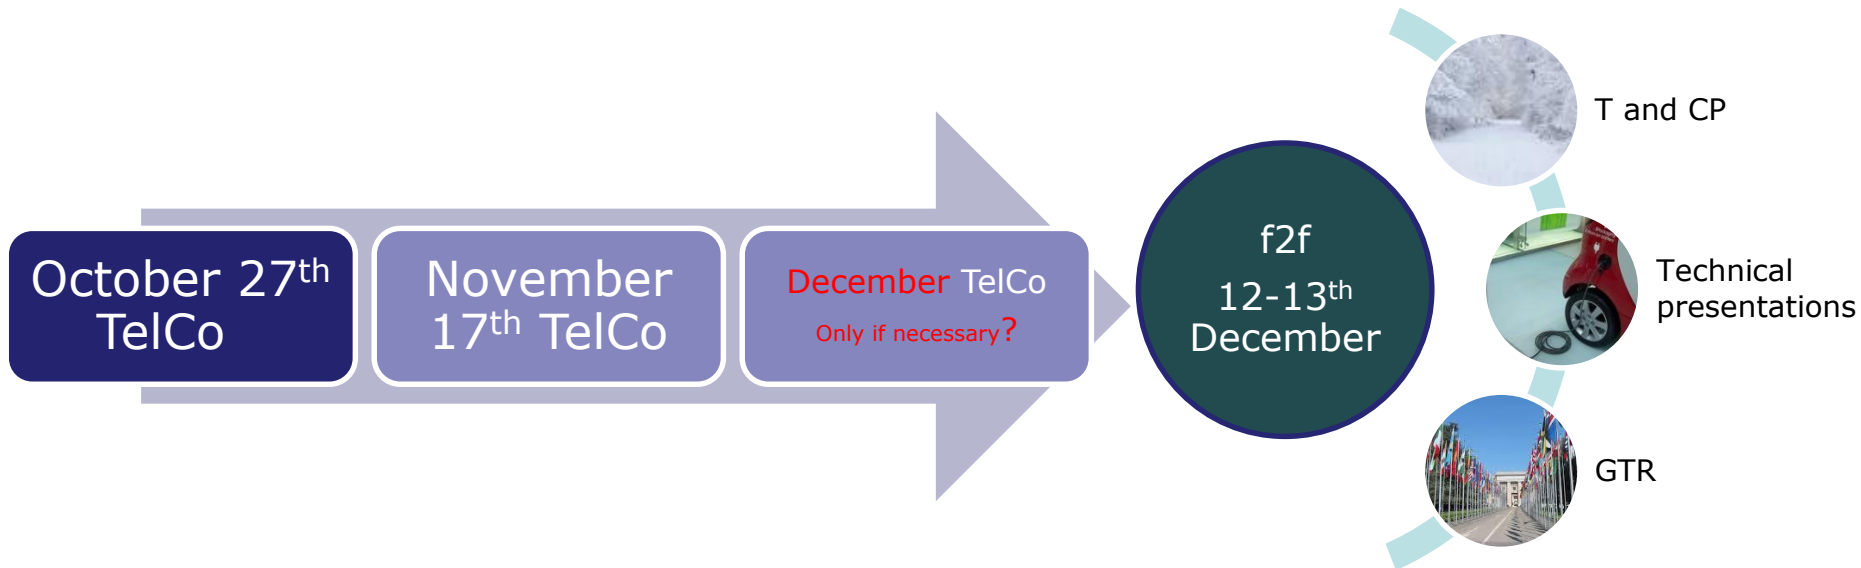 October 27th
TelCo
November
17th TelCo
December TelCo
Only if necessary?
f2f
12-13th
December
T and CP
Technical
presentations
GTR